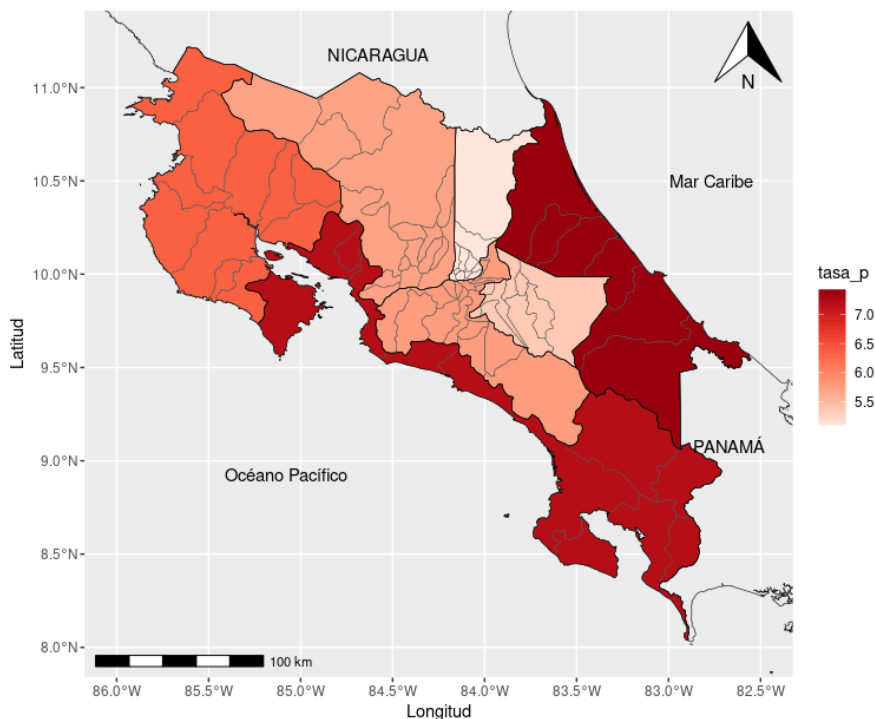 NICARAGUA
N
11.0°N
Mar Caribe
10.5°N
10.0°N
tasa_p
7.0
6.5
6.0
5.5
Latitud
9.5°N
PANAMÁ
9.0°N
Océano Pacífico
8.5°N
8.0°N
100 km
86.0°W 85.5°W 85.0°W 84.5°W 84.0°W 83.5°W 83.0°W 82.5°W
Longitud